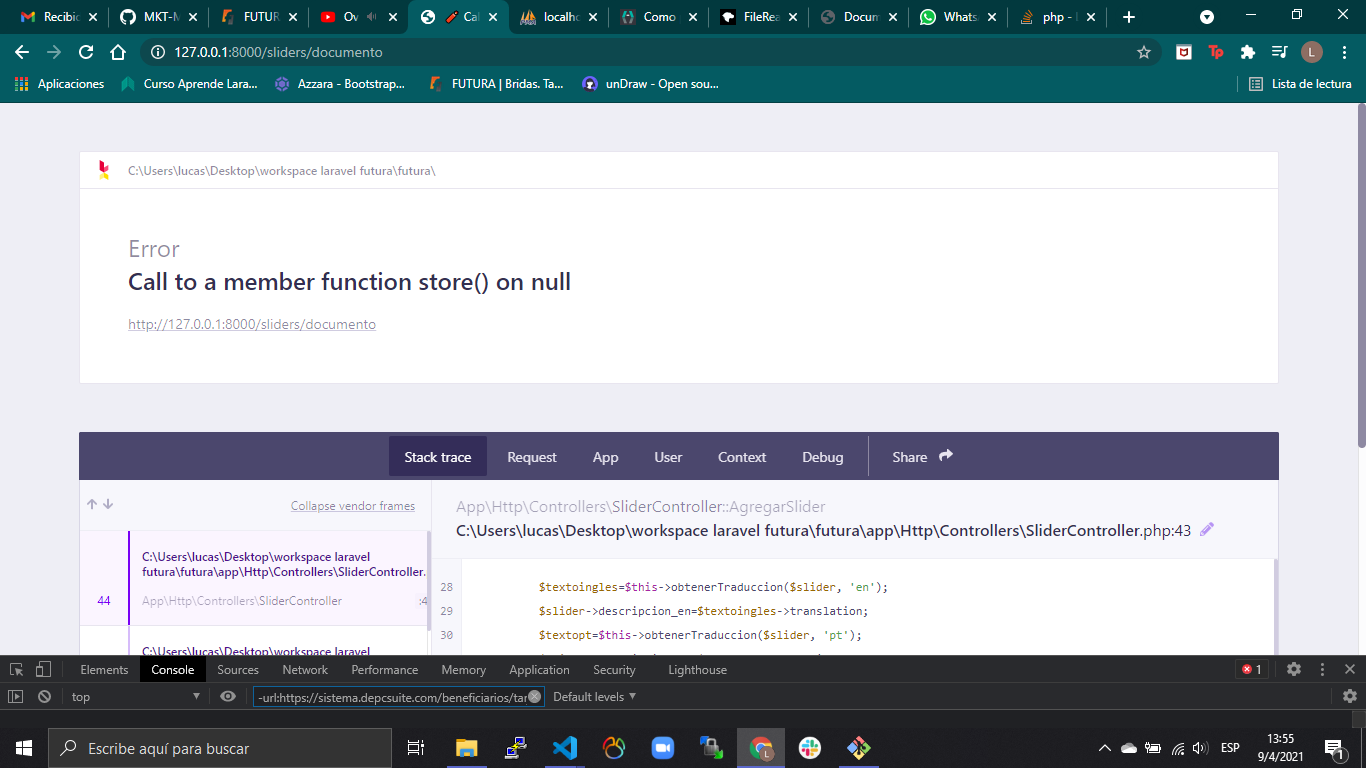 Recibic
MKT-M
FUTUR
Ov
Cal
localho
Como
FileRea
Docum
Whats
php -
127.0.0.1:8000/sliders/documento
L
Aplicaciones
Curso Aprende Lara...
Azzara - Bootstrap...
FUTURA | Bridas. Ta...
unDraw - Open sou...
Lista de lectura
C:\Users\lucas\Desktop\workspace laravel futura\futura\
Error
Call to a member function store() on null
http://127.0.0.1:8000/sliders/documento
Stack trace
Request
App
User
Context
Debug
Share
Collapse vendor frames
C:\Users\lucas\Desktop\workspace laravel
futura\futura\app\Http\Controllers\SliderController.
44
App\Http\Controllers\SliderController
:4
C:\Users\lucas\Desktop\workspace laravel
App\Http\Controllers\SliderController::AgregarSlider
C:\Users\lucas\Desktop\workspace laravel futura\futura\app\Http\Controllers\SliderController.php:43
28 $textoingles=$this->obtenerTraduccion($slider, 'en');
29 $slider->descripcion_en=$textoingles->translation;
30 $textopt=$this->obtenerTraduccion($slider, 'pt');
Elements
Console
Sources
Network
Performance
Memory
Application
Security
Lighthouse
1
top
-url:https://sistema.depcsuite.com/beneficiarios/tar
Default levels
Escribe aquí para buscar
L
ESP
13:55
9/4/2021
1